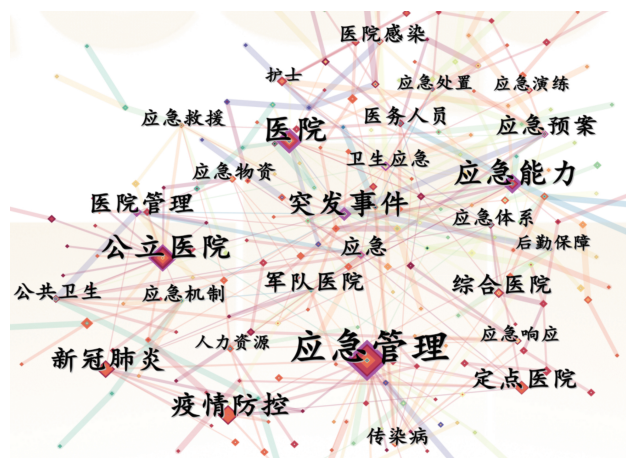 医院感染
护士
应急处置
应急演练
应急救援
医院
医务人员
应急预案
卫生应急
应急物资
应急能力
医院管理
突发事件
应急体系
公立医院
应急
后勤保障
军队医院
综合医院
公共卫生
应急机制
人力资源
应急管理
应急响应
新冠肺炎
定点医院
疫情防控
传染病